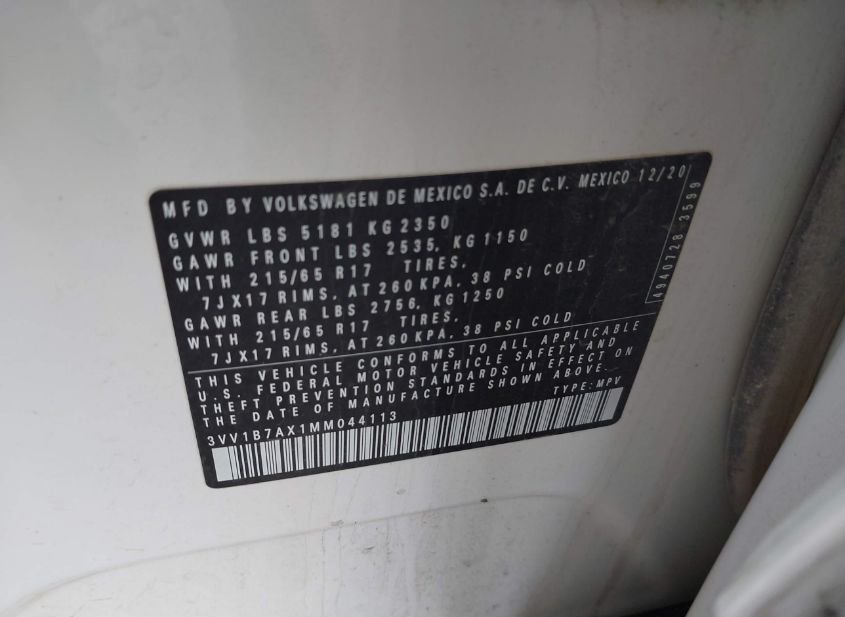 MFD BY VOLKSWAGEN DE MEXICO S.A. DE C.V. MEXICO 12/20
GVWR LBS 5181 KG 2350
GAWR FRONT LBS 2535, KG 1150
WITH 215/65 R17 TIRES,
7JX17 RIMS, AT 260 KPA, 38 PSI COLD
GAWR REAR LBS 2756, KG 1250
WITH 215/65 R17 TIRES,
7JX17 RIMS, AT 260 KPA, 38 PSI COLD
4940728 3599
THIS VEHICLE CONFORMS TO ALL APPLICABLE
U.S. FEDERAL MOTOR VEHICLE SAFETY AND
THEFT PREVENTION STANDARDS IN EFFECT ON
THE DATE OF MANUFACTURE SHOWN ABOVE.
TYPE: MPV
3VV1B7AX1MM044113